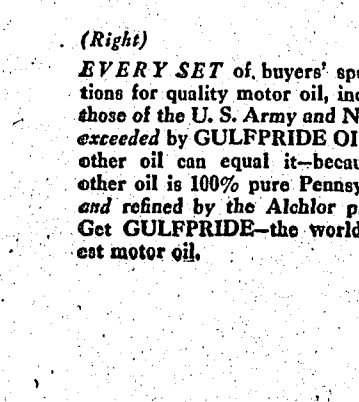 (Right)
EVERY SET of buyers' spe
tions for quality motor oil, inc
those of the U. S. Army and N
exceeded by GULFPRIDE OI
other oil can equal it—becau
other oil is 100% pure Pennsy
and refined by the Alchlor p
Get GULFPRIDE—the world
est motor oil.